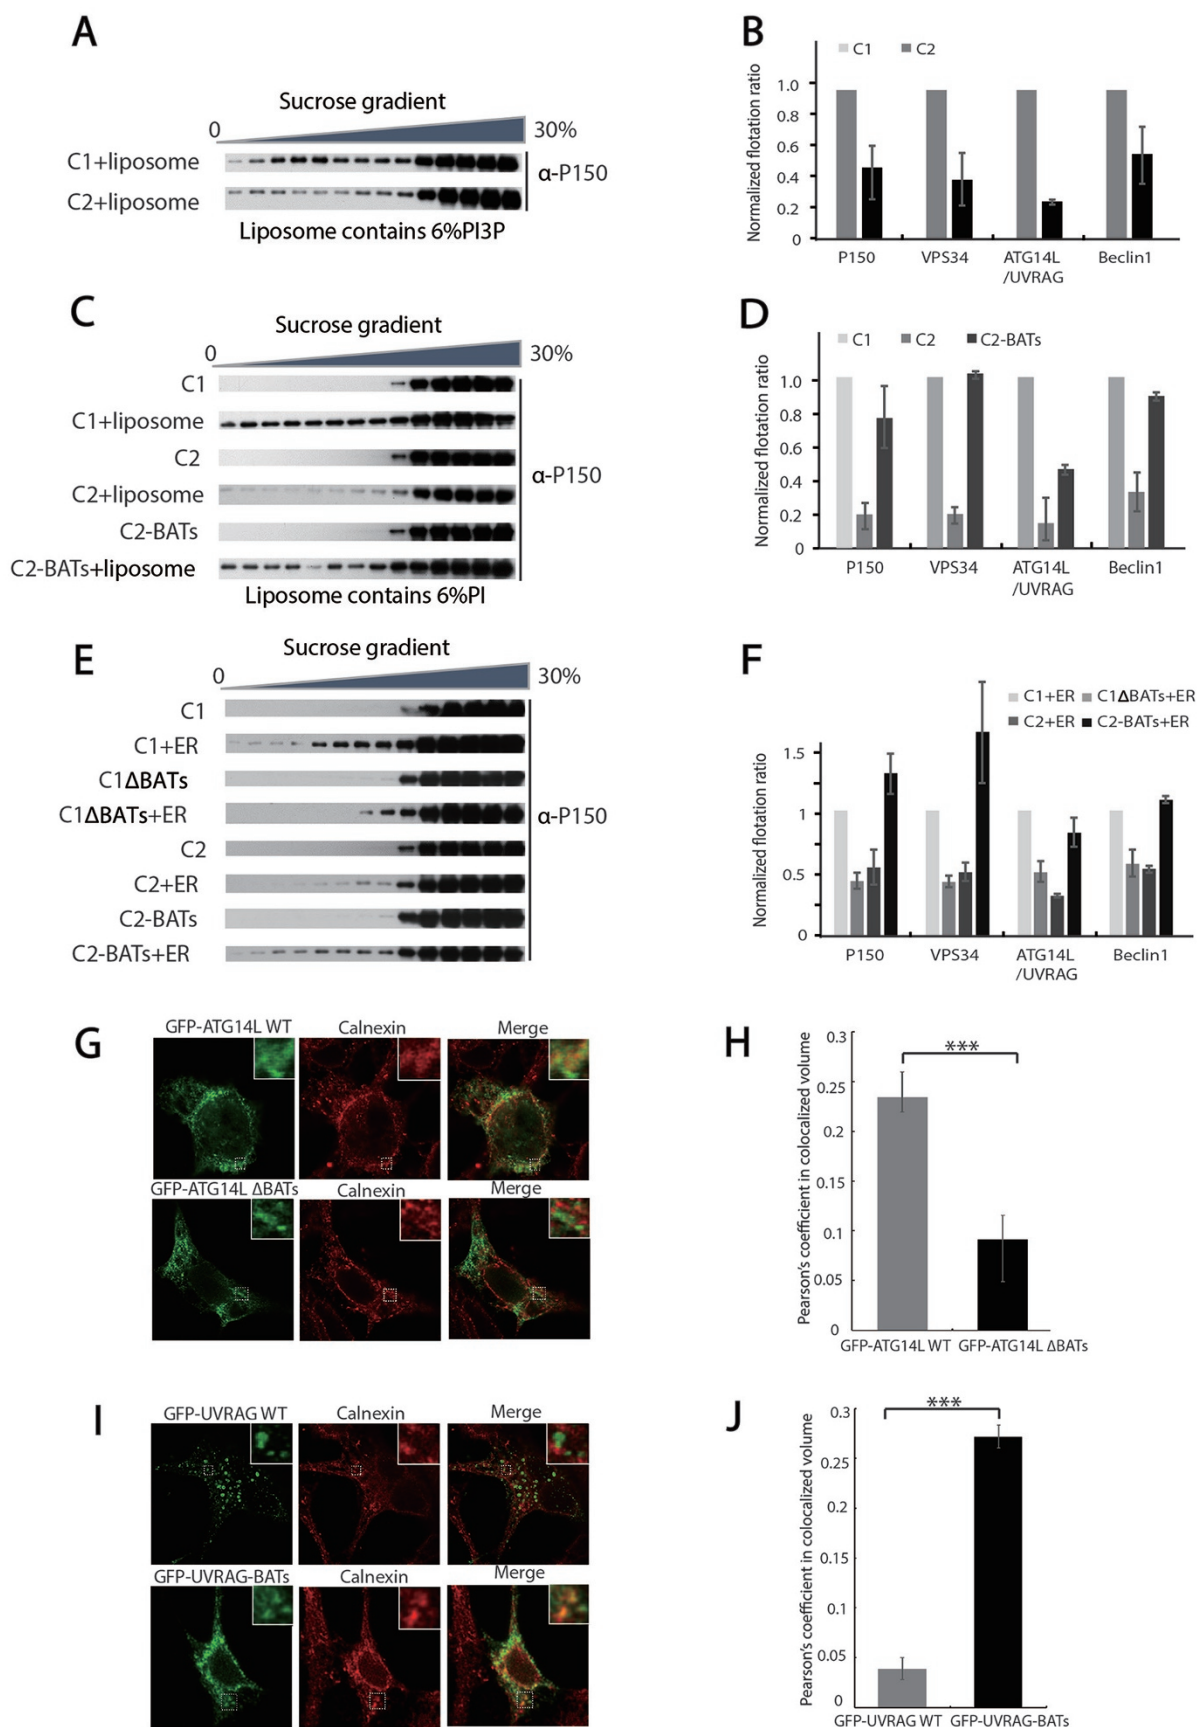 A
Sucrose gradient
0
30%
C1+liposome
C2+liposome
α-P150
Liposome contains 6%PI3P
B
C1 C2
Normalized flotation ratio
1.0
0.8
0.6
0.4
0.2
0
P150 VPS34 ATG14L Beclin1
/UVRAG
C
Sucrose gradient
0
30%
C1
C1+liposome
C2
C2+liposome
C2-BATs
C2-BATs+liposome
α-P150
Liposome contains 6%PI
D
C1 C2 C2-BATs
Normalized flotation ratio
1.0
0.8
0.6
0.4
0.2
0
P150 VPS34 ATG14L Beclin1
/UVRAG
E
Sucrose gradient
0
30%
C1
C1+ER
C1ΔBATs
C1ΔBATs+ER
C2
C2+ER
C2-BATs
C2-BATs+ER
α-P150
F
C1+ER C1ΔBATs+ER
C2+ER C2-BATs+ER
Normalized flotation ratio
1.5
1
0.5
0
P150 VPS34 ATG14L Beclin1
/UVRAG
G
GFP-ATG14L WT Calnexin Merge
GFP-ATG14L ΔBATs Calnexin Merge
H
***
Pearson's coefficient in colocalized volume
0.3
0.25
0.2
0.1
0.1
0.05
0
GFP-ATG14L WT GFP-ATG14L ΔBATs
I
GFP-UVRAG WT Calnexin Merge
GFP-UVRAG-BATs Calnexin Merge
J
***
Pearson's coefficient in colocalized volume
0.3
0.25
0.2
0.1
0.1
0.05
0
GFP-UVRAG WT GFP-UVRAG-BATs